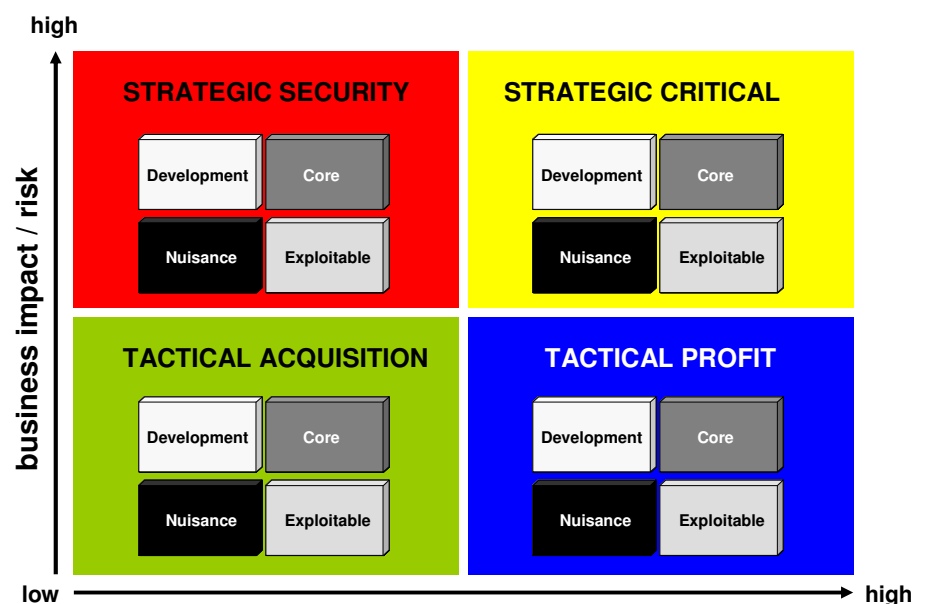 high
STRATEGIC SECURITY
Development
Core
Nuisance
Exploitable
STRATEGIC CRITICAL
Development
Core
Nuisance
Exploitable
business impact / risk
TACTICAL ACQUISITION
Development
Core
Nuisance
Exploitable
TACTICAL PROFIT
Development
Core
Nuisance
Exploitable
low
high